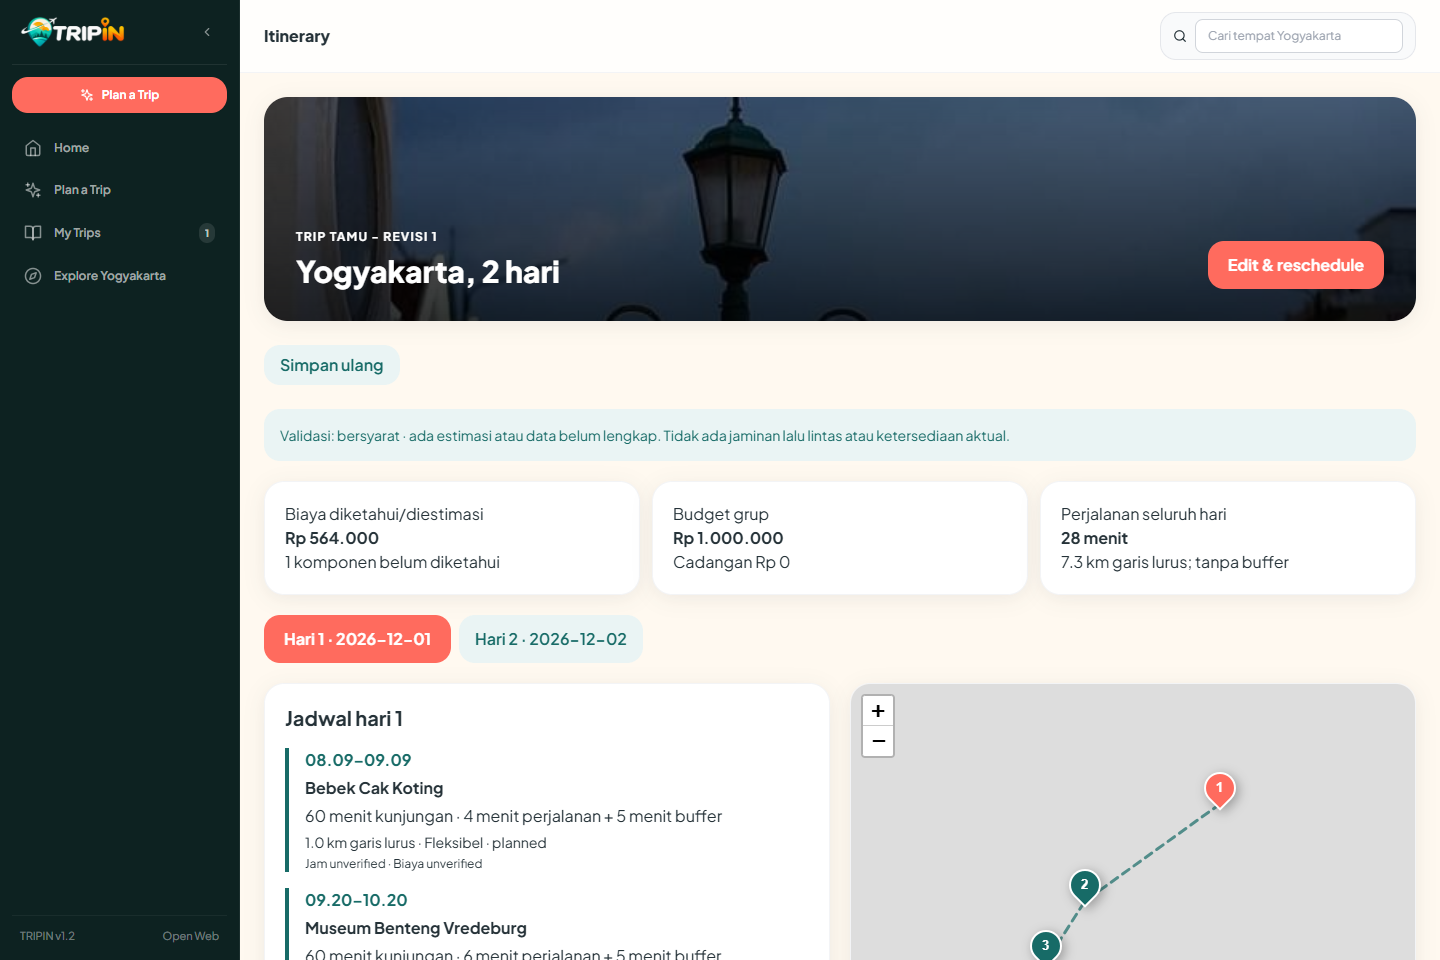 TRIPiN
Plan a Trip
Home
Plan a Trip
My Trips
1
Explore Yogyakarta
TRIPIN v1.2
Open Web
Itinerary
Cari tempat Yogyakarta
TRIP TAMU – REVISI 1
Yogyakarta, 2 hari
Edit & reschedule
Simpan ulang
Validasi: bersyarat · ada estimasi atau data belum lengkap. Tidak ada jaminan lalu lintas atau ketersediaan aktual.
Biaya diketahui/diestimasi
Rp 564.000
1 komponen belum diketahui
Budget grup
Rp 1.000.000
Cadangan Rp 0
Perjalanan seluruh hari
28 menit
7.3 km garis lurus; tanpa buffer
Hari 1 · 2026-12-01
Hari 2 · 2026-12-02
Jadwal hari 1
08.09–09.09
Bebek Cak Koting
60 menit kunjungan · 4 menit perjalanan + 5 menit buffer
1.0 km garis lurus · Fleksibel · planned
Jam unverified · Biaya unverified
09.20–10.20
Museum Benteng Vredeburg
60 menit kunjungan · 6 menit perjalanan + 5 menit buffer
+
−
1
2
3